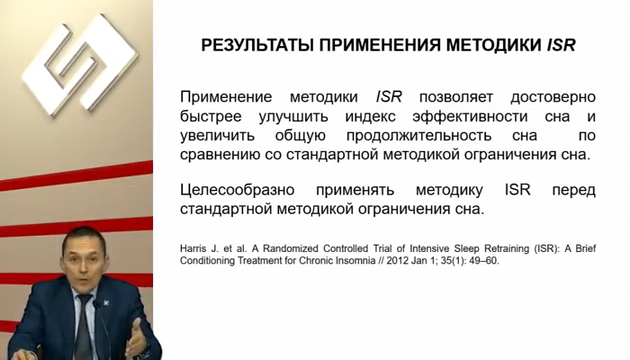 РЕЗУЛЬТАТЫ ПРИМЕНЕНИЯ МЕТОДИКИ ISR
Применение методики ISR позволяет достоверно
быстрее улучшить индекс эффективности сна и
увеличить общую продолжительность сна по
сравнению со стандартной методикой ограничения сна.
Целесообразно применять методику ISR перед
стандартной методикой ограничения сна.
Harris J. et al. A Randomized Controlled Trial of Intensive Sleep Retraining (ISR): A Brief
Conditioning Treatment for Chronic Insomnia // 2012 Jan 1; 35(1): 49–60.